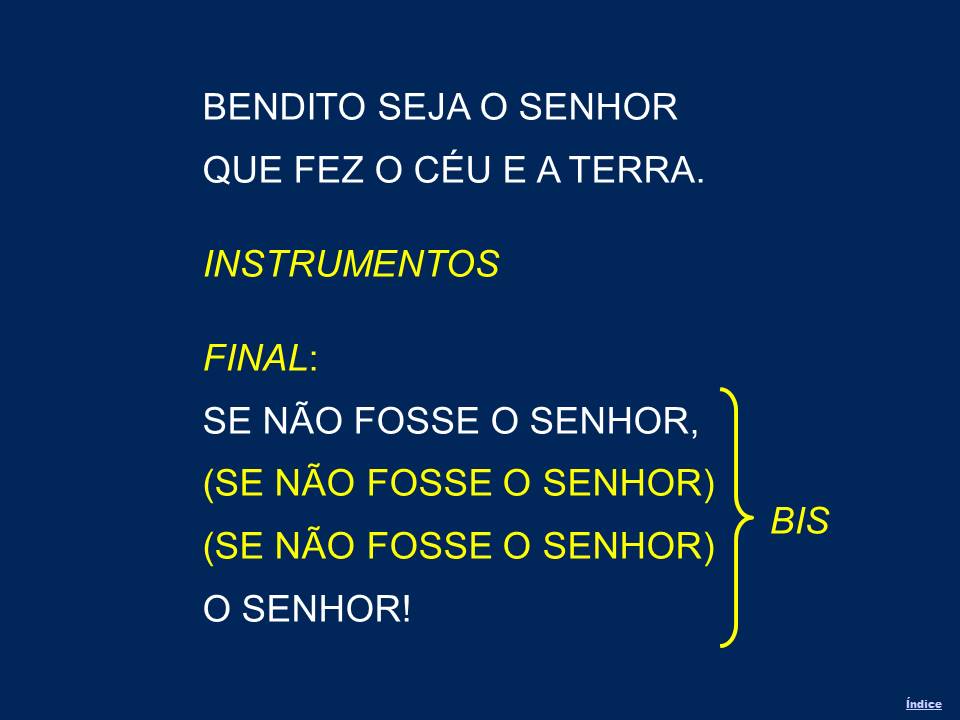 BENDITO SEJA O SENHOR
QUE FEZ O CÉU E A TERRA.
INSTRUMENTOS
FINAL:
SE NÃO FOSSE O SENHOR,
(SE NÃO FOSSE O SENHOR)
(SE NÃO FOSSE O SENHOR)
BIS
O SENHOR!
Índice